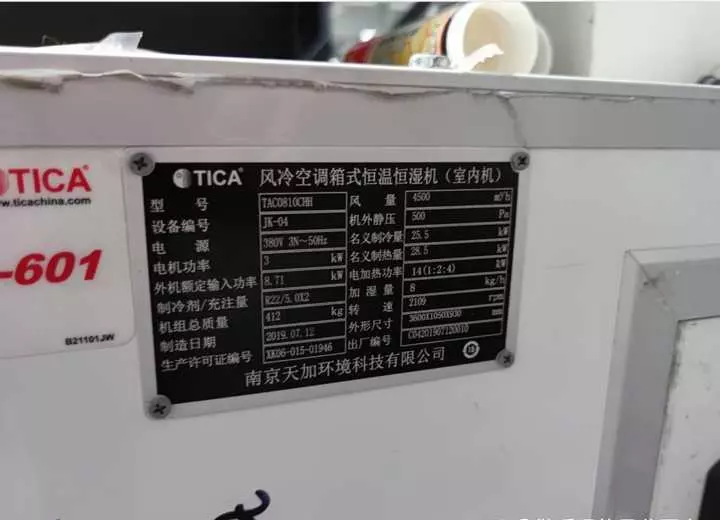 TICA
www.ticachina.com
-601
B21101JW
TICA 风冷空调箱式恒温恒湿机（室内机）
型 号 TAC0810CHH
设备编号 JK-04
电 源 380V 3N～50Hz
电机功率 3 kW
外机额定输入功率 8.71 kW
制冷剂/充注量 R22/5.0X2
机组总质量 412 kg
制造日期 2019.07.12
生产许可证编号 XK06-015-01946
风 量 4500 m³/h
机外静压 500 Pa
名义制冷量 25.5 kW
名义制热量 28.5 kW
电加热功率 14(1:2:4) kW
加 湿 量 8 kg/h
转 速 2109 rpm
外形尺寸 3600X1050X930 mm
出厂编号 C04201907120010
南京天加环境科技有限公司